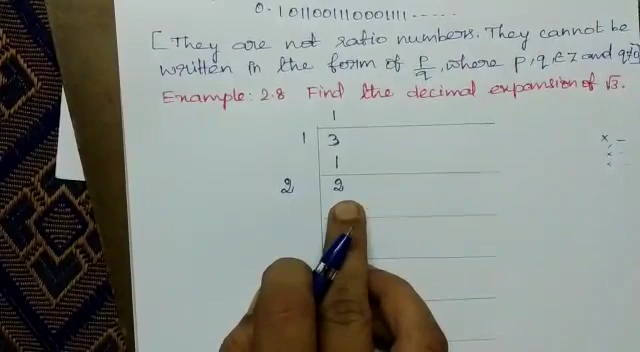 0.1011001110001111-----
[They are not ratio numbers. They cannot be
written in the form of p/q, where p, q ∈ Z and q≠0]
Example: 2.8 Find the decimal expansion of √3.
1
1 3
1
2 2
x, -